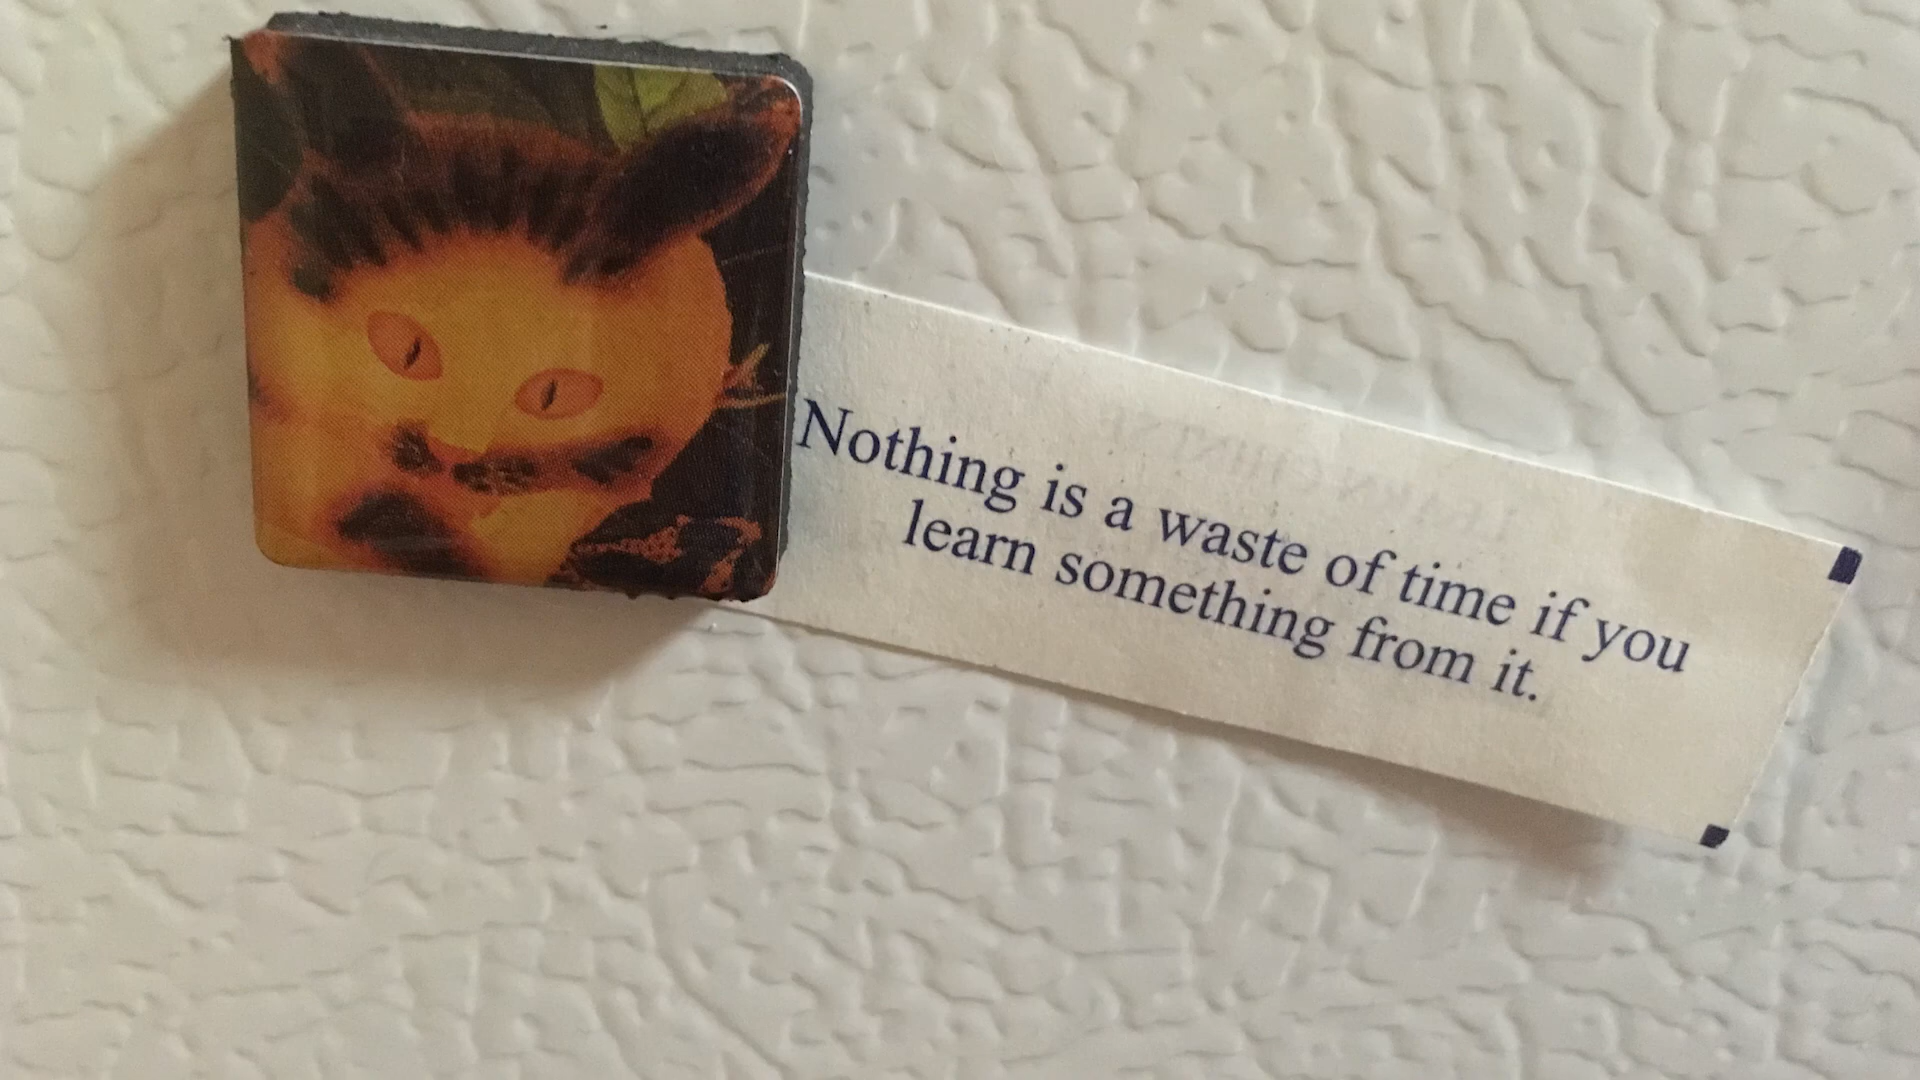 Nothing is a waste of time if you
learn something from it.